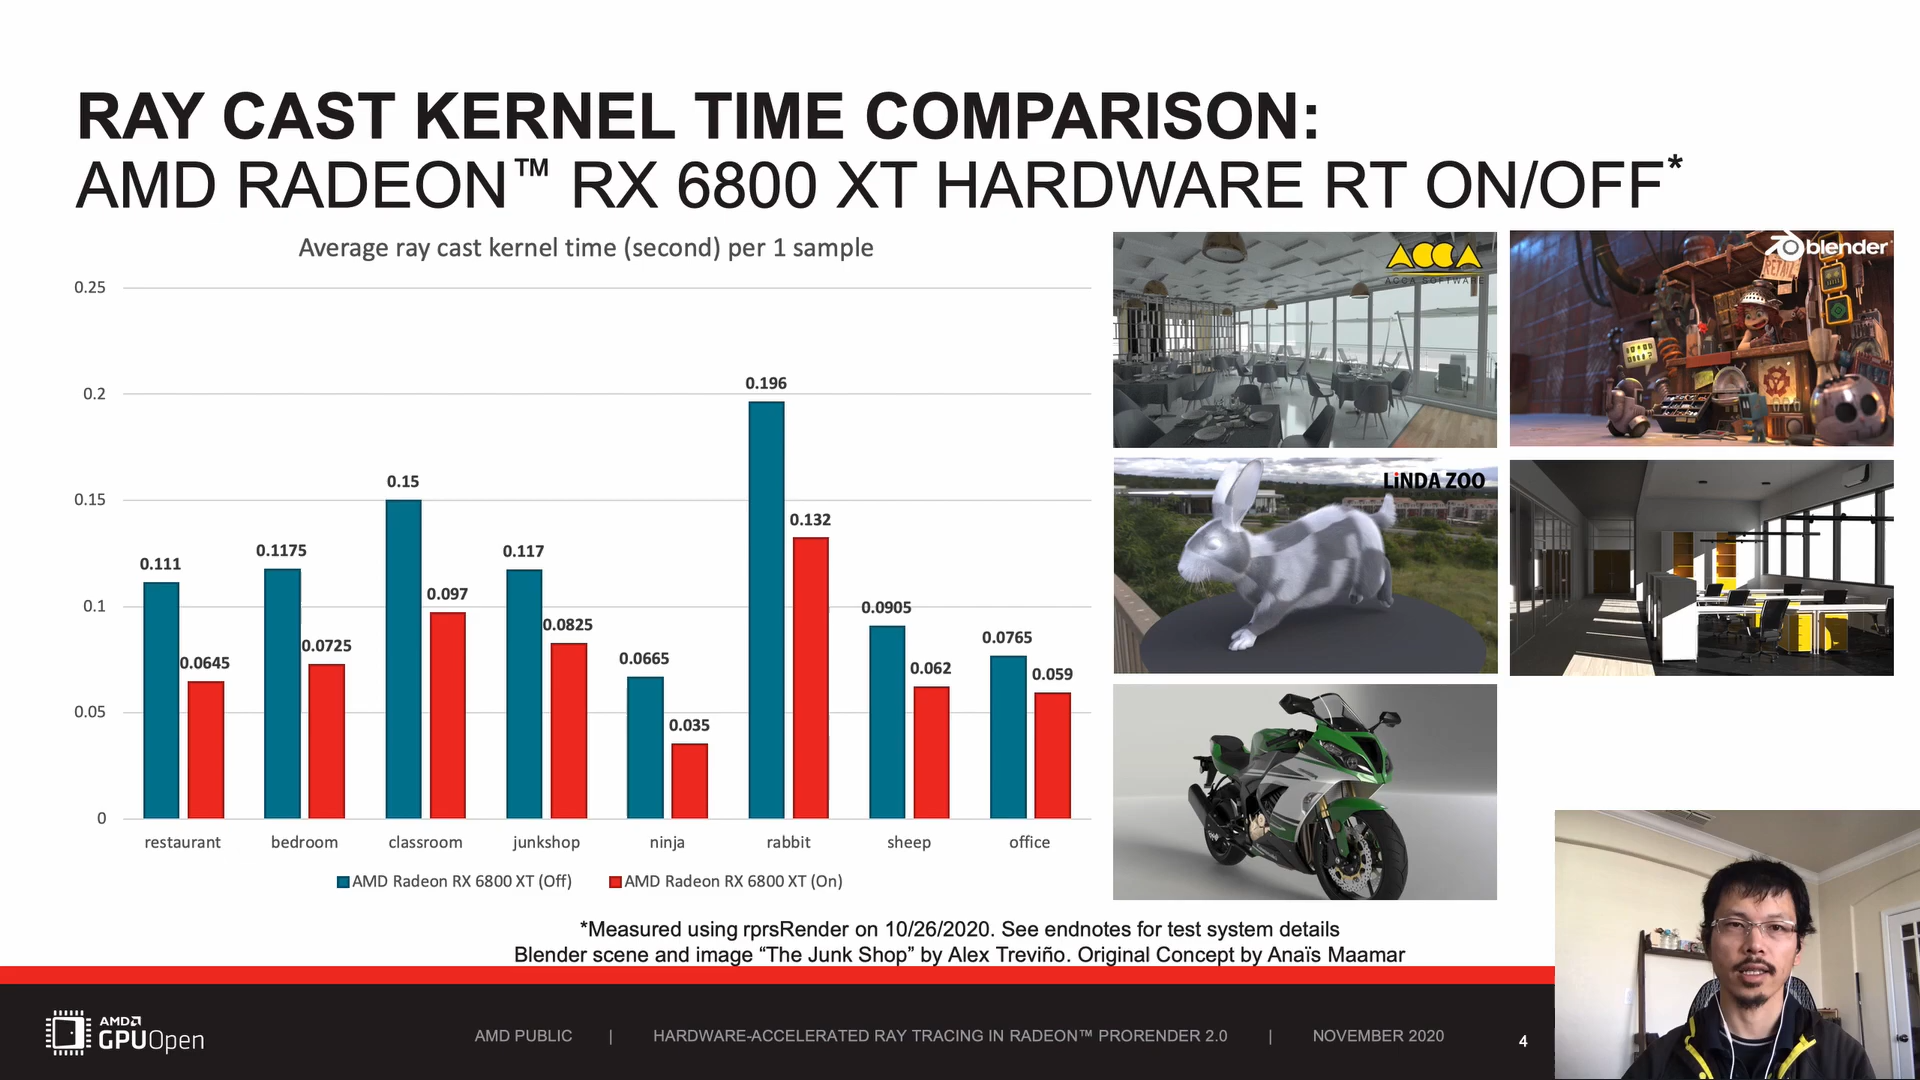 RAY CAST KERNEL TIME COMPARISON:
AMD RADEON™ RX 6800 XT HARDWARE RT ON/OFF*
Average ray cast kernel time (second) per 1 sample
0.25
0.2
0.15
0.1
0.05
0
0.111
0.0645
0.1175
0.0725
0.15
0.097
0.117
0.0825
0.0665
0.035
0.196
0.132
0.0905
0.062
0.0765
0.059
restaurant bedroom classroom junkshop ninja rabbit sheep office
AMD Radeon RX 6800 XT (Off) AMD Radeon RX 6800 XT (On)
ACCA
ACCA SOFTWARE
blender
RETAIL
LiNDA ZOO
*Measured using rprsRender on 10/26/2020. See endnotes for test system details
Blender scene and image “The Junk Shop” by Alex Treviño. Original Concept by Anaïs Maamar
AMD
GPUOpen
AMD PUBLIC | HARDWARE-ACCELERATED RAY TRACING IN RADEON™ PRORENDER 2.0 | NOVEMBER 2020
4